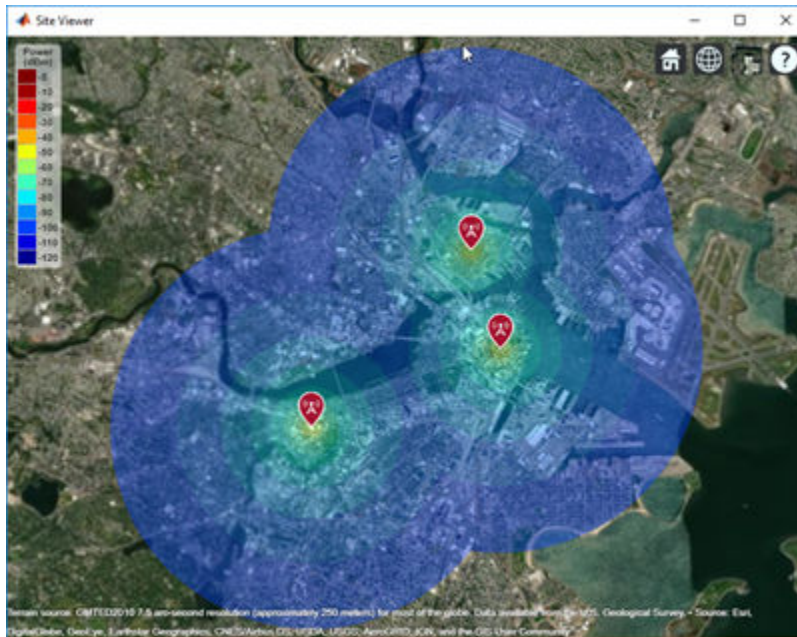 Site Viewer
Power
(dBm)
-5
-10
-20
-30
-40
-50
-60
-70
-80
-90
-100
-110
-120
?
Terrain source: GMTED2010 7.5 arc-second resolution (approximately 250 meters) for most of the globe. Data available from the U.S. Geological Survey. • Source: Esri,
DigitalGlobe, GeoEye, Earthstar Geographics, CNES/Airbus DS, USDA, USGS, AeroGRID, IGN, and the GIS User Community